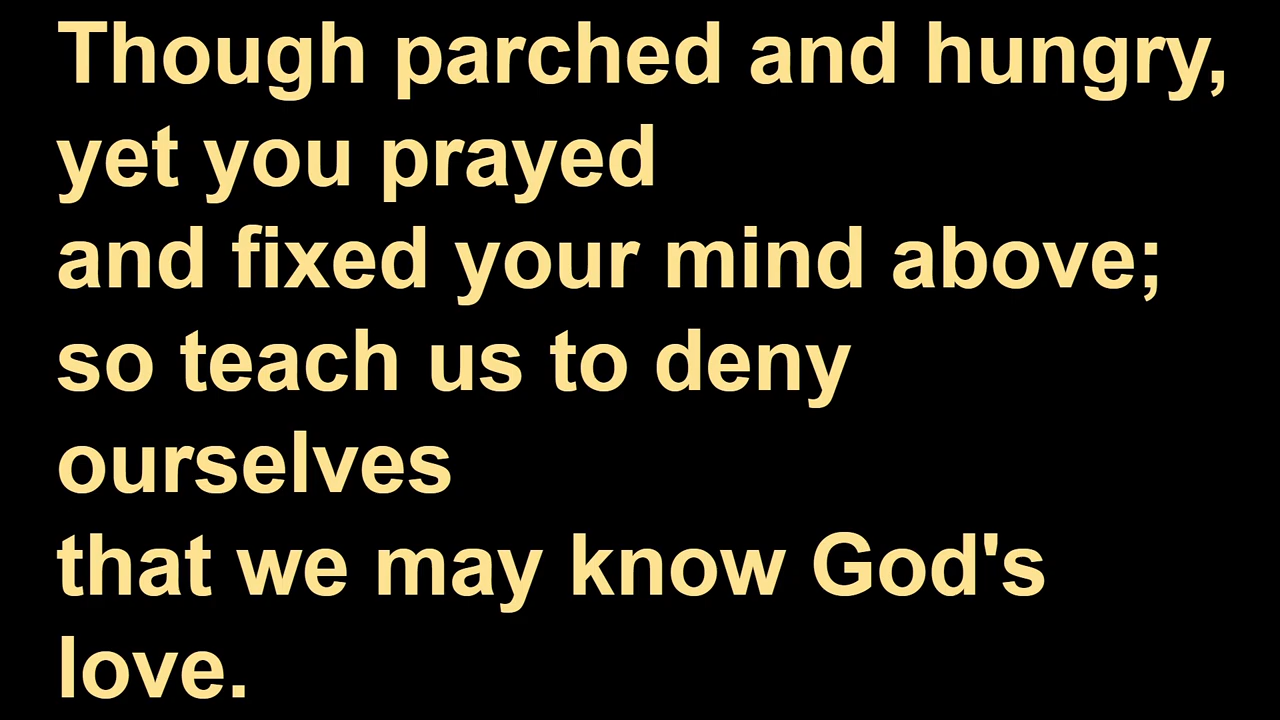 Though parched and hungry,
yet you prayed
and fixed your mind above;
so teach us to deny
ourselves
that we may know God's
love.